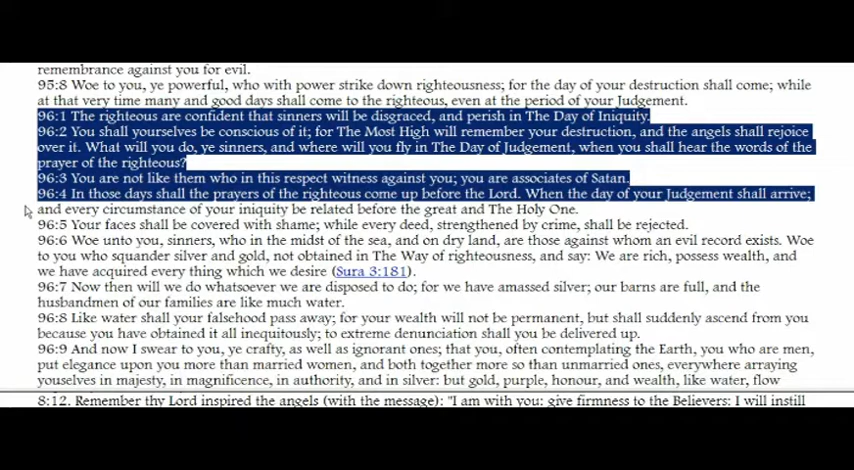 remembrance against you for evil.
95:8 Woe to you, ye powerful, who with power strike down righteousness; for the day of your destruction shall come; while
at that very time many and good days shall come to the righteous, even at the period of your Judgement.
96:1 The righteous are confident that sinners will be disgraced, and perish in The Day of Iniquity.
96:2 You shall yourselves be conscious of it; for The Most High will remember your destruction, and the angels shall rejoice
over it. What will you do, ye sinners, and where will you fly in The Day of Judgement, when you shall hear the words of the
prayer of the righteous?
96:3 You are not like them who in this respect witness against you; you are associates of Satan.
96:4 In those days shall the prayers of the righteous come up before the Lord. When the day of your Judgement shall arrive;
and every circumstance of your iniquity be related before the great and The Holy One.
96:5 Your faces shall be covered with shame; while every deed, strengthened by crime, shall be rejected.
96:6 Woe unto you, sinners, who in the midst of the sea, and on dry land, are those against whom an evil record exists. Woe
to you who squander silver and gold, not obtained in The Way of righteousness, and say: We are rich, possess wealth, and
we have acquired every thing which we desire (Sura 3:181).
96:7 Now then will we do whatsoever we are disposed to do; for we have amassed silver; our barns are full, and the
husbandmen of our families are like much water.
96:8 Like water shall your falsehood pass away; for your wealth will not be permanent, but shall suddenly ascend from you
because you have obtained it all inequitously; to extreme denunciation shall you be delivered up.
96:9 And now I swear to you, ye crafty, as well as ignorant ones; that you, often contemplating the Earth, you who are men,
put elegance upon you more than married women, and both together more so than unmarried ones, everywhere arraying
youselves in majesty, in magnificence, in authority, and in silver: but gold, purple, honour, and wealth, like water, flow
8:12. Remember thy Lord inspired the angels (with the message): "I am with you: give firmness to the Believers: I will instill